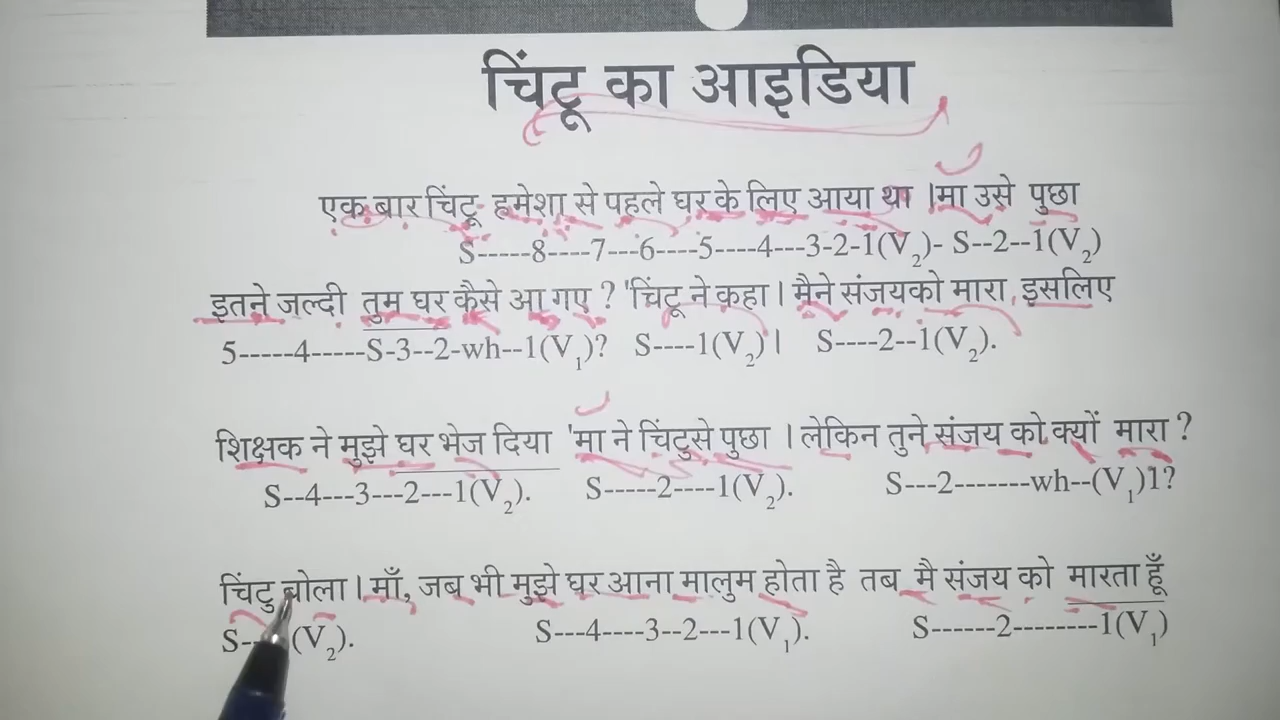 चिंटू का आइडिया
एक बार चिंटू हमेशा से पहले घर के लिए आया था ।मा उसे पुछा
S-----8----7---6----5----4---3-2-1(V2)- S--2--1(V2)
इतने जल्दी तुम घर कैसे आ गए ? 'चिंटू ने कहा । मैने संजयको मारा, इसलिए
5-----4-----S-3--2-wh--1(V1)? S----1(V2)। S----2--1(V2).
शिक्षक ने मुझे घर भेज दिया 'मा ने चिंटुसे पुछा । लेकिन तुने संजय को क्यों मारा ?
S--4---3---2---1(V2). S-----2----1(V2). S---2-------wh--(V1)1?
चिंटु बोला । माँ, जब भी मुझे घर आना मालुम होता है तब मै संजय को मारता हूँ
S-- (V2). S---4----3--2---1(V1). S------2---------1(V1)